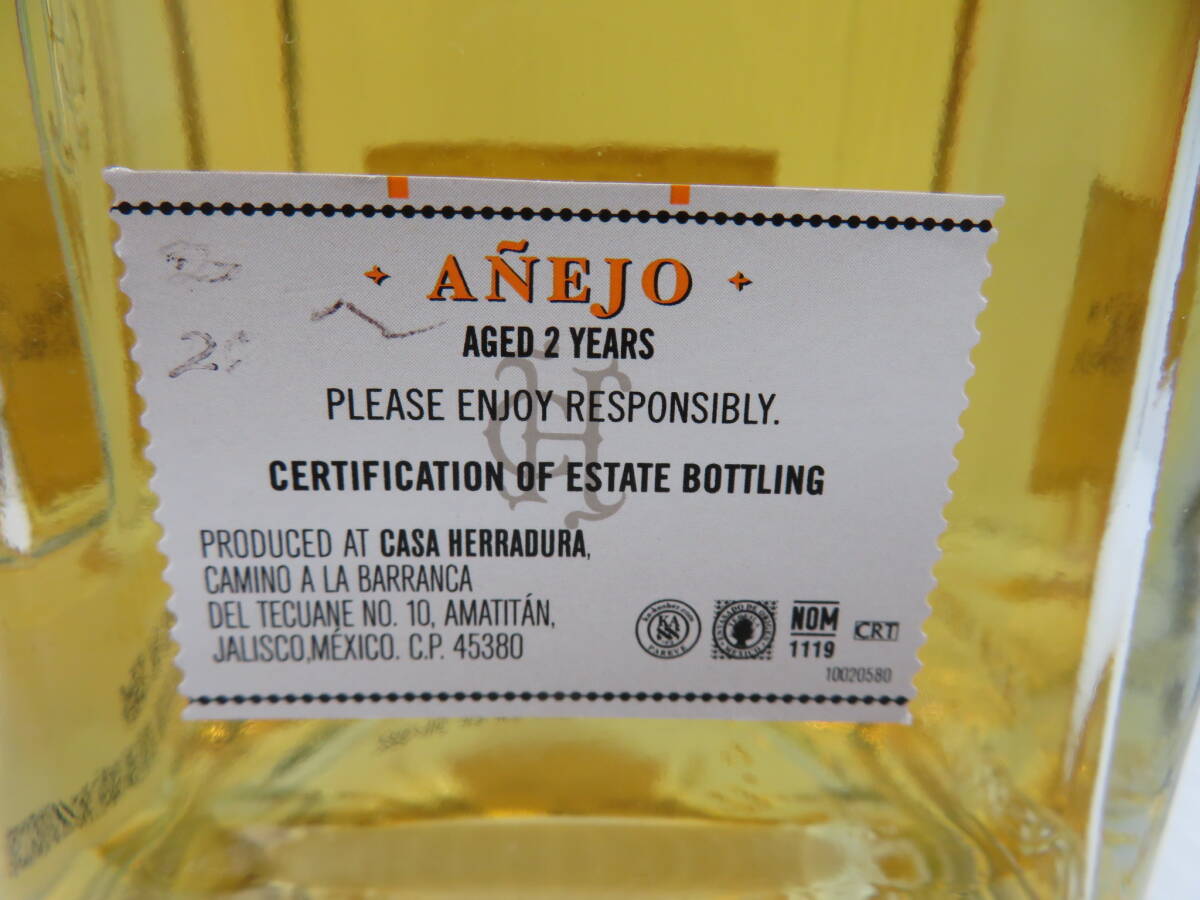 AÑEJO
AGED 2 YEARS
PLEASE ENJOY RESPONSIBLY.
CERTIFICATION OF ESTATE BOTTLING
PRODUCED AT CASA HERRADURA,
CAMINO A LA BARRANCA
DEL TECUANE NO. 10, AMATITÁN,
JALISCO,MÉXICO. C.P. 45380
PAREVE
NOM
1119
CRT
10020580